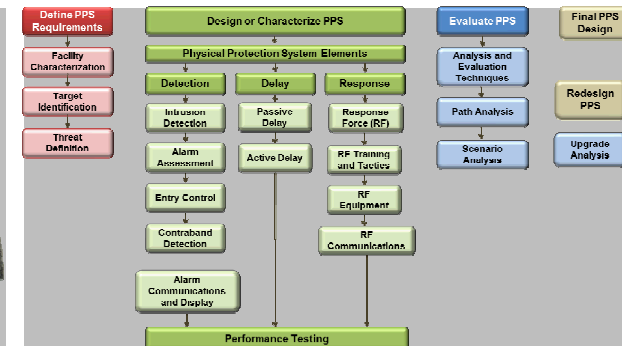 Define PPS
Requirements
Facility
Characterization
Target
Identification
Threat
Definition
Design or Characterize PPS
Physical Protection System Elements
Detection
Intrusion
Detection
Alarm
Assessment
Entry Control
Contraband
Detection
Alarm
Communications
and Display
Delay
Passive
Delay
Active Delay
Response
Response
Force (RF)
RF Training
and Tactics
RF
Equipment
RF
Communications
Performance Testing
Evaluate PPS
Analysis and
Evaluation
Techniques
Path Analysis
Scenario
Analysis
Final PPS
Design
Redesign
PPS
Upgrade
Analysis